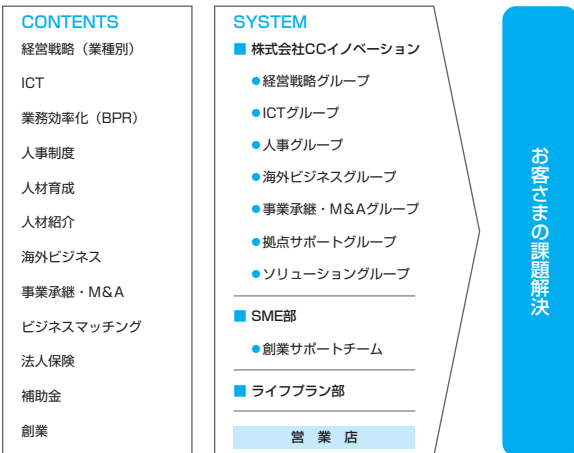 CONTENTS
経営戦略（業種別）
ICT
業務効率化（BPR）
人事制度
人材育成
人材紹介
海外ビジネス
事業承継・M&A
ビジネスマッチング
法人保険
補助金
創業
SYSTEM
■ 株式会社CCイノベーション
●経営戦略グループ
●ICTグループ
●人事グループ
●海外ビジネスグループ
●事業承継・M&Aグループ
●拠点サポートグループ
●ソリューショングループ
■ SME部
●創業サポートチーム
■ ライフプラン部
営業店
お客さまの課題解決